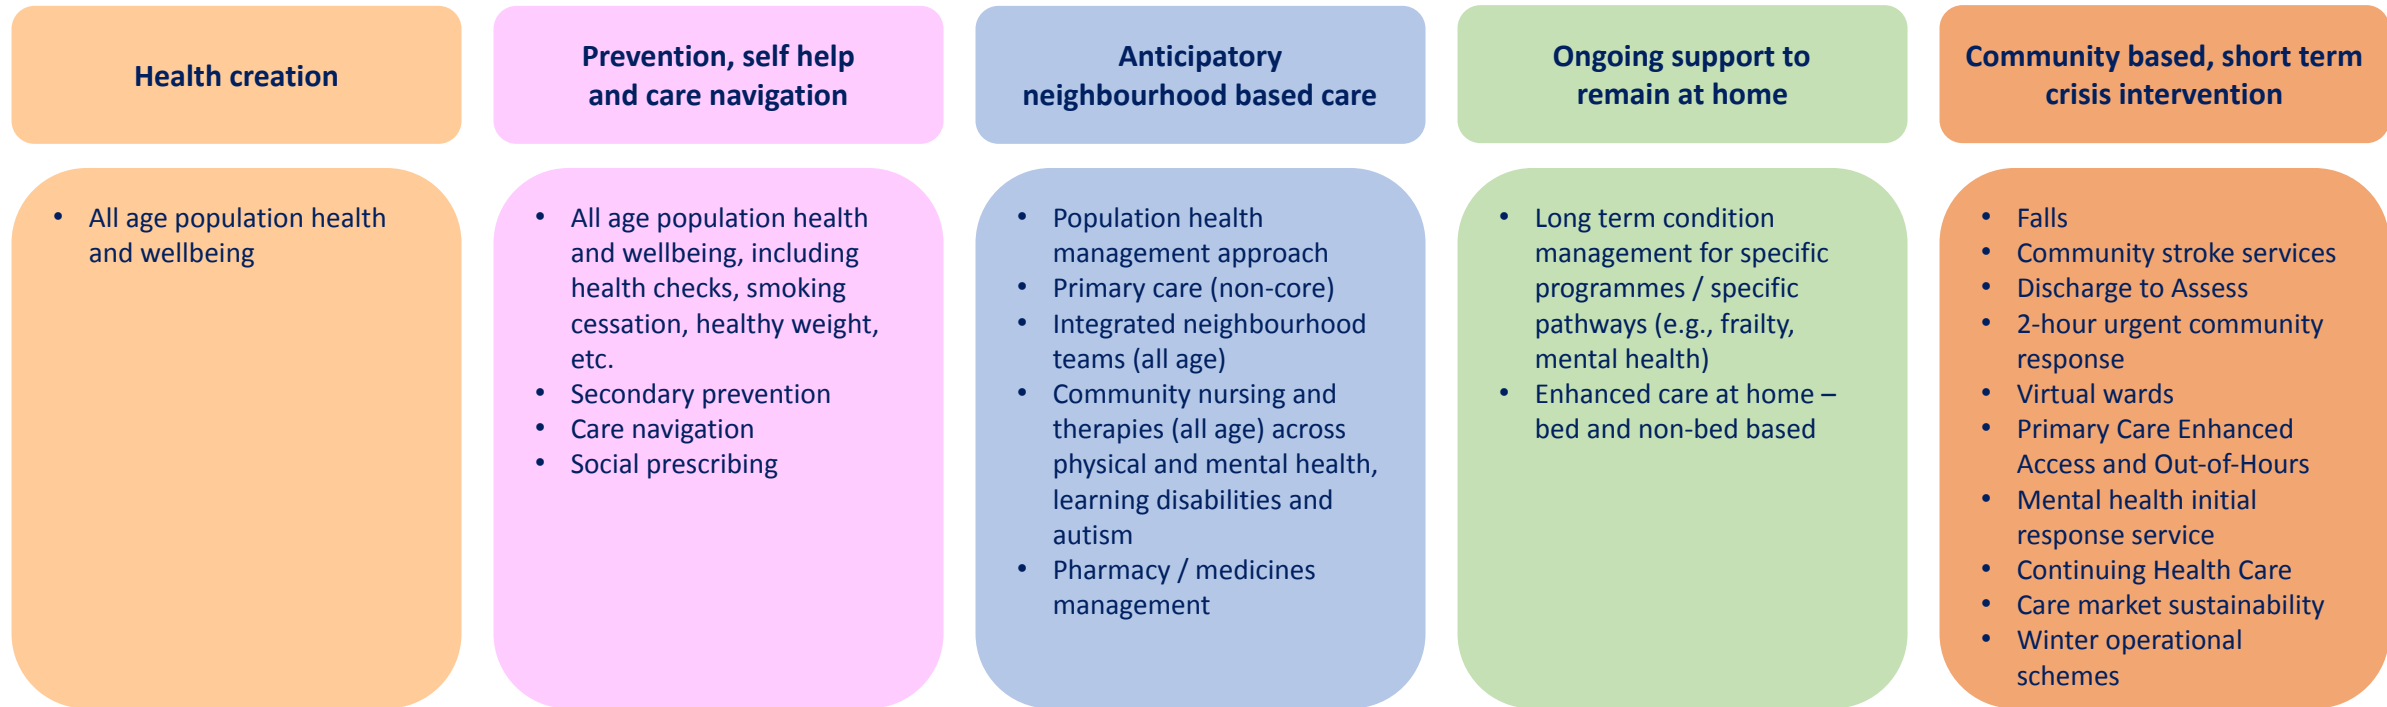 Health creation
• All age population health
and wellbeing
Prevention, self help
and care navigation
• All age population health
and wellbeing, including
health checks, smoking
cessation, healthy weight,
etc.
• Secondary prevention
• Care navigation
• Social prescribing
Anticipatory
neighbourhood based care
• Population health
management approach
• Primary care (non-core)
• Integrated neighbourhood
teams (all age)
• Community nursing and
therapies (all age) across
physical and mental health,
learning disabilities and
autism
• Pharmacy / medicines
management
Ongoing support to
remain at home
• Long term condition
management for specific
programmes / specific
pathways (e.g., frailty,
mental health)
• Enhanced care at home –
bed and non-bed based
Community based, short term
crisis intervention
• Falls
• Community stroke services
• Discharge to Assess
• 2-hour urgent community
response
• Virtual wards
• Primary Care Enhanced
Access and Out-of-Hours
• Mental health initial
response service
• Continuing Health Care
• Care market sustainability
• Winter operational
schemes